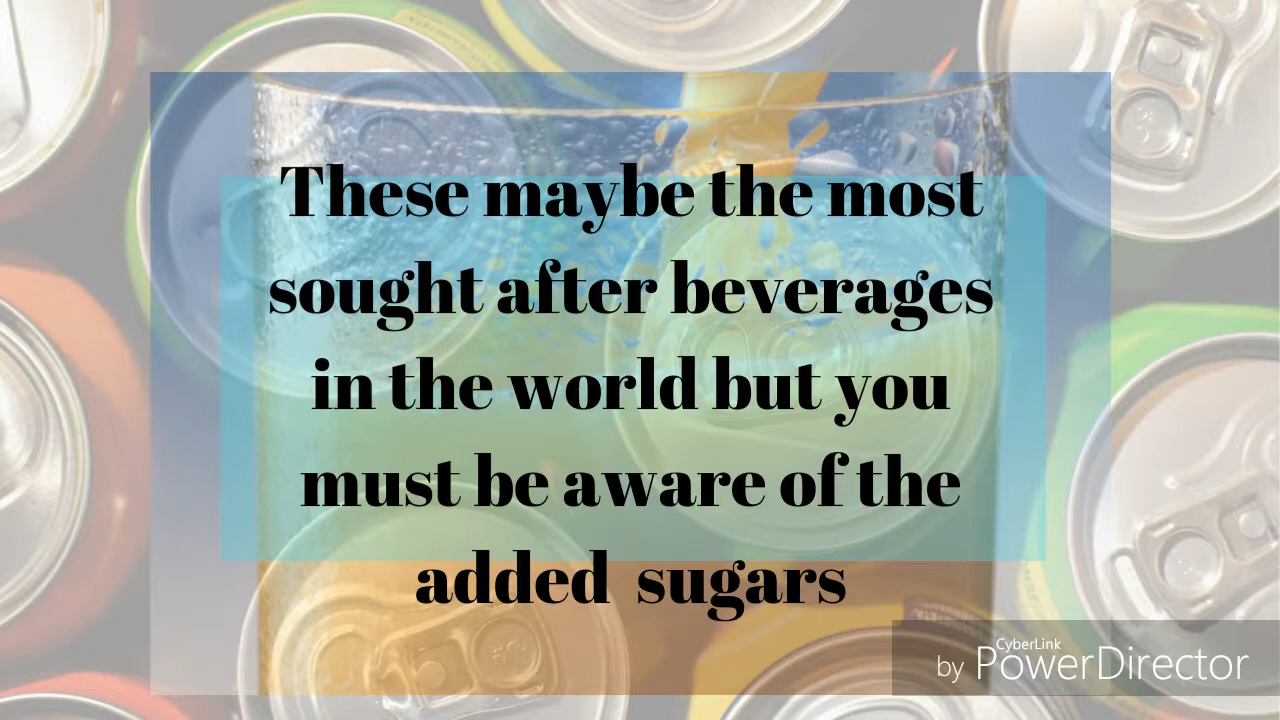 These maybe the most
sought after beverages
in the world but you
must be aware of the
added  sugars
CyberLink
by PowerDirector